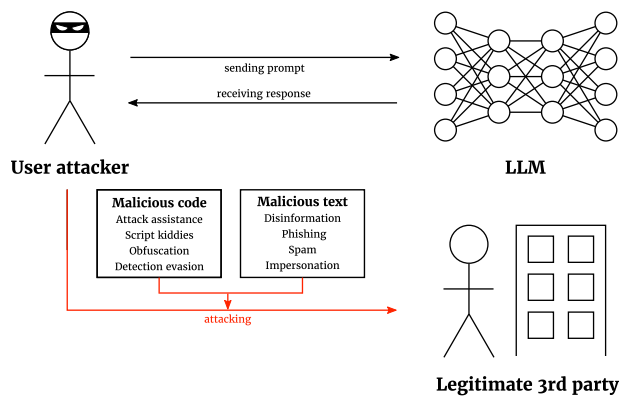 sending prompt
receiving response
User attacker
LLM
Malicious code
Attack assistance
Script kiddies
Obfuscation
Detection evasion
Malicious text
Disinformation
Phishing
Spam
Impersonation
attacking
Legitimate 3rd party